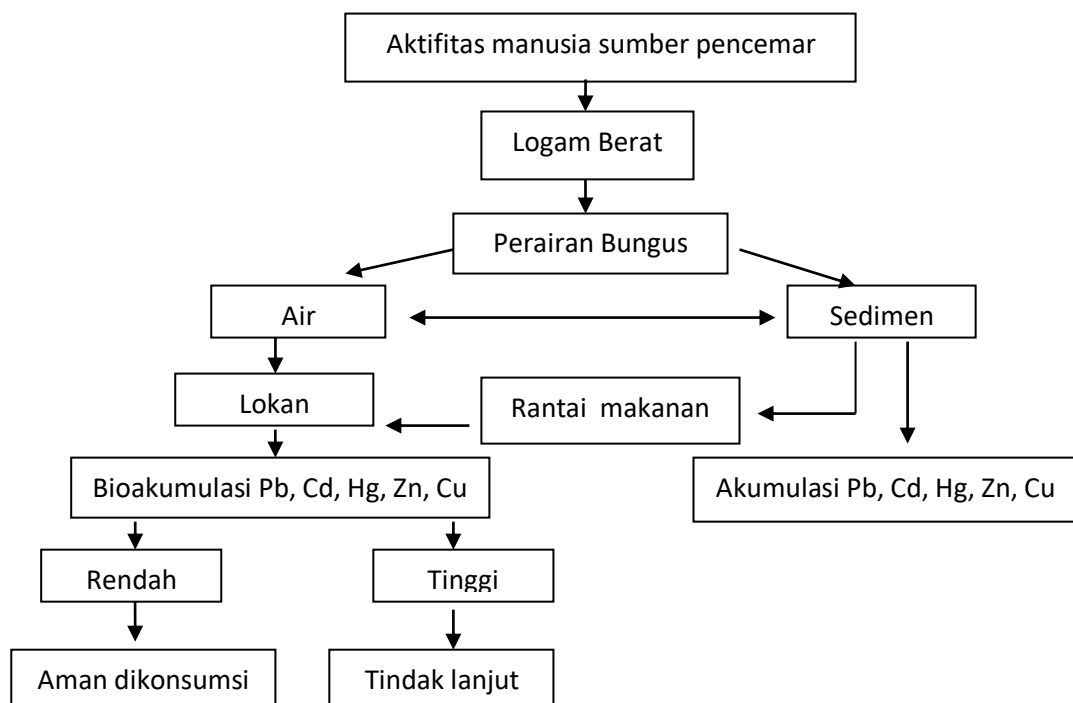 Aktifitas manusia sumber pencemar
Logam Berat
Perairan Bungus
Air
Sedimen
Lokan
Rantai makanan
Bioakumulasi Pb, Cd, Hg, Zn, Cu
Akumulasi Pb, Cd, Hg, Zn, Cu
Rendah
Tinggi
Aman dikonsumsi
Tindak lanjut